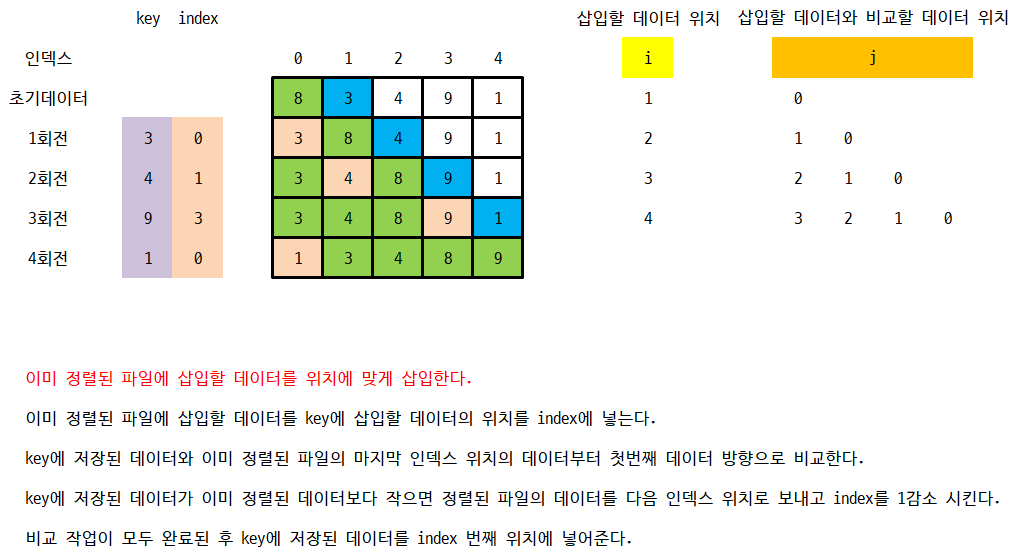 key index 삽입할 데이터 위치 삽입할 데이터와 비교할 데이터 위치
인덱스 0 1 2 3 4 i j
초기데이터 8 3 4 9 1 1 0
1회전 3 0 3 8 4 9 1 2 1 0
2회전 4 1 3 4 8 9 1 3 2 1 0
3회전 9 3 3 4 8 9 1 4 3 2 1 0
4회전 1 0 1 3 4 8 9
이미 정렬된 파일에 삽입할 데이터를 위치에 맞게 삽입한다.
이미 정렬된 파일에 삽입할 데이터를 key에 삽입할 데이터의 위치를 index에 넣는다.
key에 저장된 데이터와 이미 정렬된 파일의 마지막 인덱스 위치의 데이터부터 첫번째 데이터 방향으로 비교한다.
key에 저장된 데이터가 이미 정렬된 데이터보다 작으면 정렬된 파일의 데이터를 다음 인덱스 위치로 보내고 index를 1감소 시킨다.
비교 작업이 모두 완료된 후 key에 저장된 데이터를 index 번째 위치에 넣어준다.